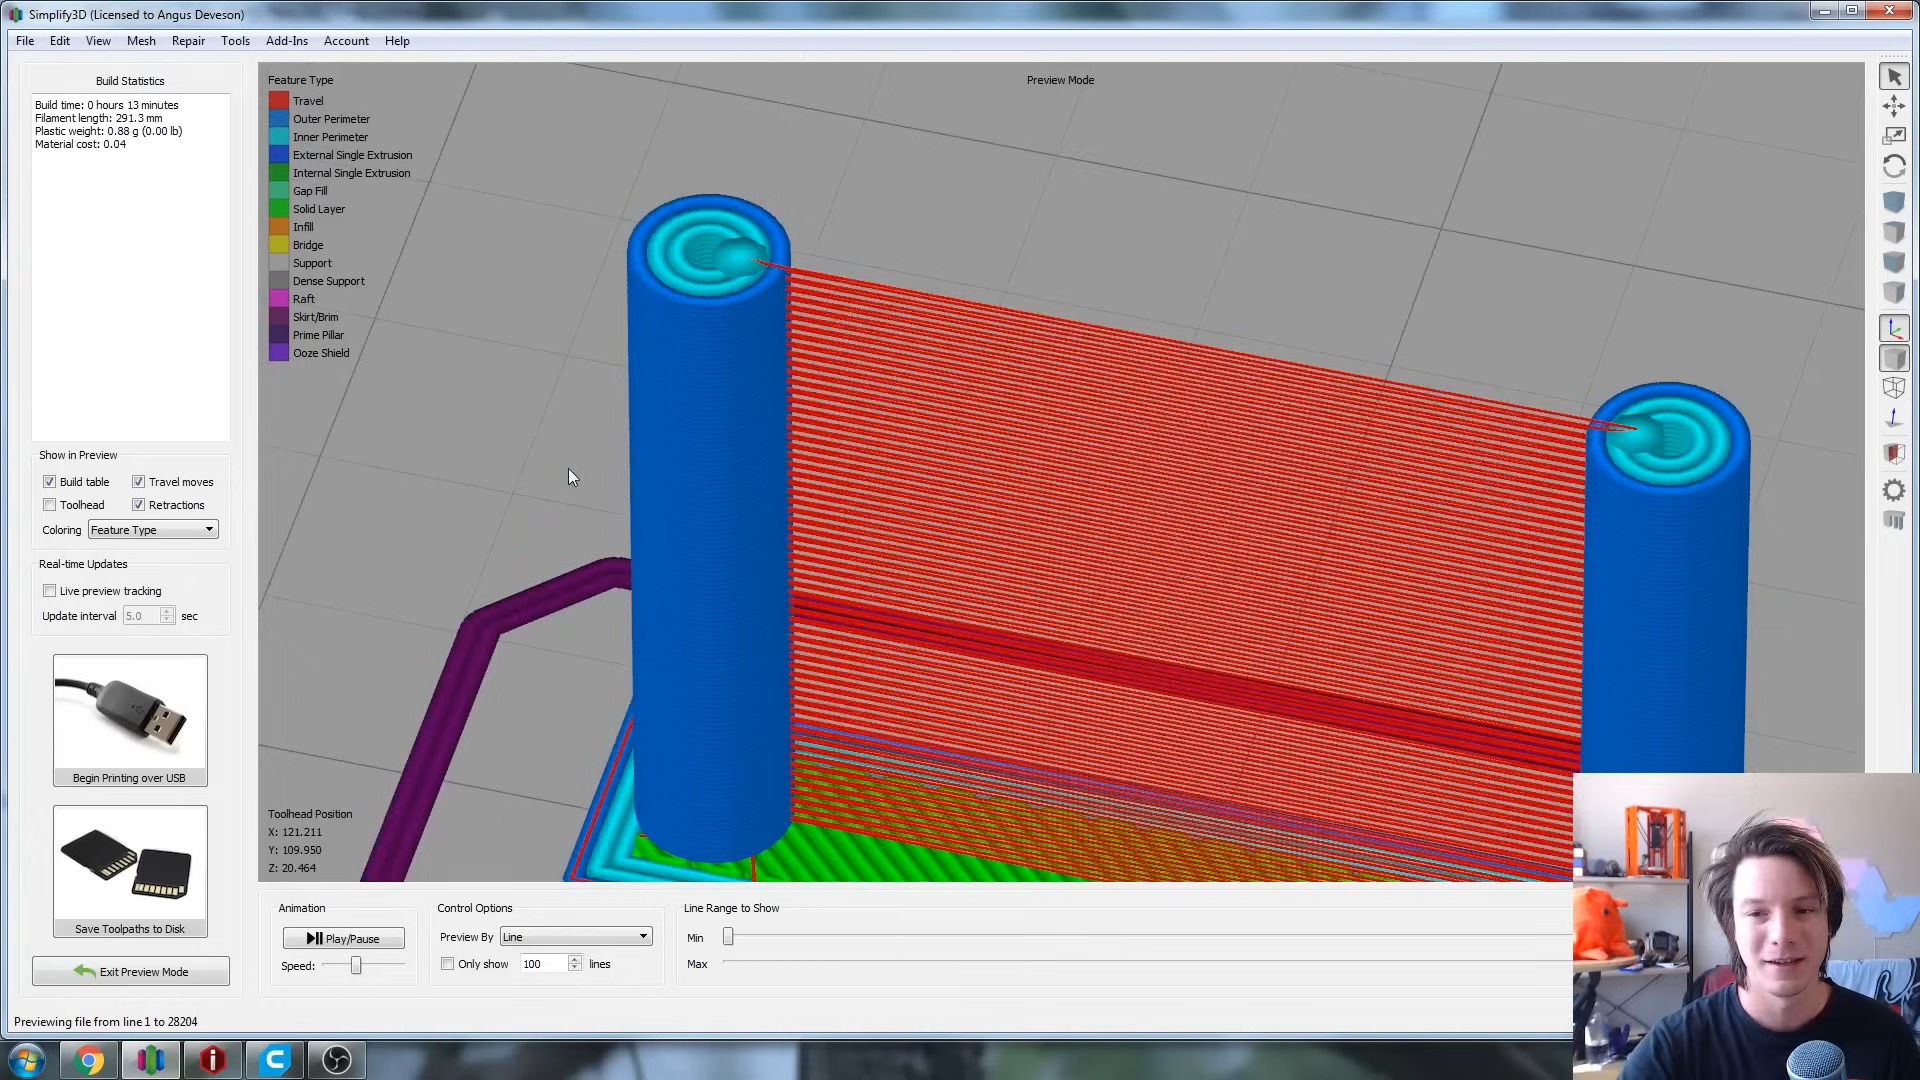 Simplify3D (Licensed to Angus Deveson)
File Edit View Mesh Repair Tools Add-Ins Account Help
Build Statistics
Build time: 0 hours 13 minutes
Filament length: 291.3 mm
Plastic weight: 0.88 g (0.00 lb)
Material cost: 0.04
Show in Preview
Build table
Travel moves
Toolhead
Retractions
Coloring Feature Type
Real-time Updates
Live preview tracking
Update interval 5.0 sec
Begin Printing over USB
Save Toolpaths to Disk
Exit Preview Mode
Previewing file from line 1 to 28204
Feature Type
Travel
Outer Perimeter
Inner Perimeter
External Single Extrusion
Internal Single Extrusion
Gap Fill
Solid Layer
Infill
Bridge
Support
Dense Support
Raft
Skirt/Brim
Prime Pillar
Ooze Shield
Preview Mode
Toolhead Position
X: 121.211
Y: 109.950
Z: 20.464
Animation
Play/Pause
Speed:
Control Options
Preview By Line
Only show 100 lines
Line Range to Show
Min
Max